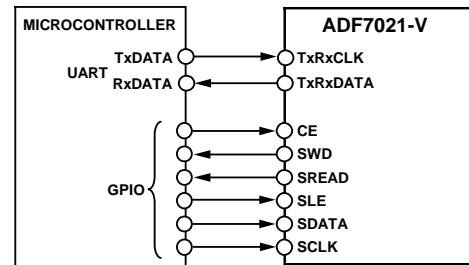 MICROCONTROLLER
ADF7021-V
TxDATA
TxRxCLK
UART
RxDATA
TxRxDATA
CE
SWD
GPIO
SREAD
SLE
SDATA
SCLK